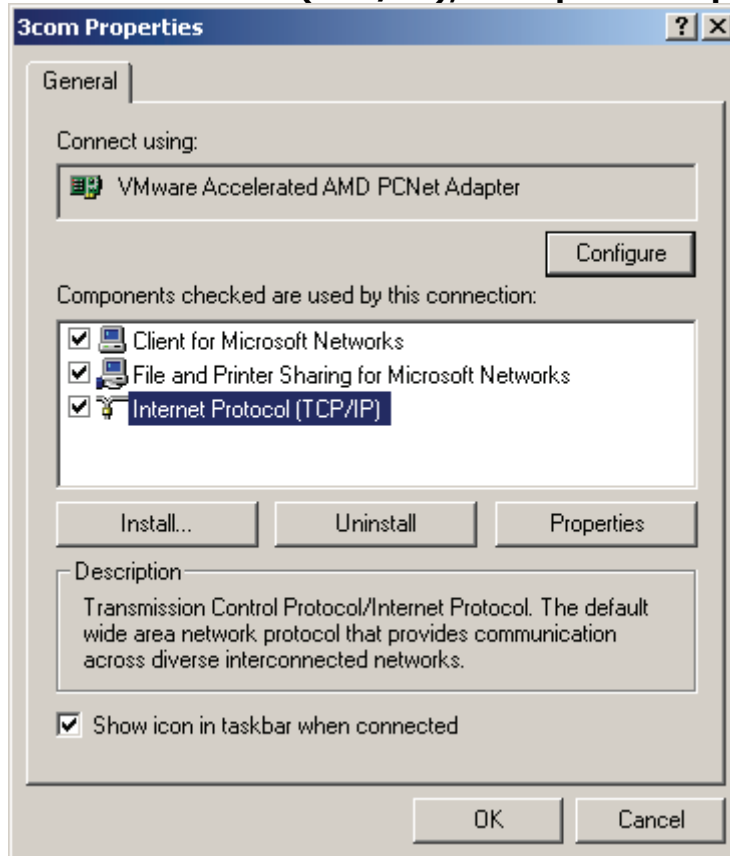 3com Properties
General
Connect using:
VMware Accelerated AMD PCNet Adapter
Configure
Components checked are used by this connection:
Client for Microsoft Networks
File and Printer Sharing for Microsoft Networks
Internet Protocol (TCP/IP)
Install...
Uninstall
Properties
Description
Transmission Control Protocol/Internet Protocol. The default
wide area network protocol that provides communication
across diverse interconnected networks.
Show icon in taskbar when connected
OK
Cancel